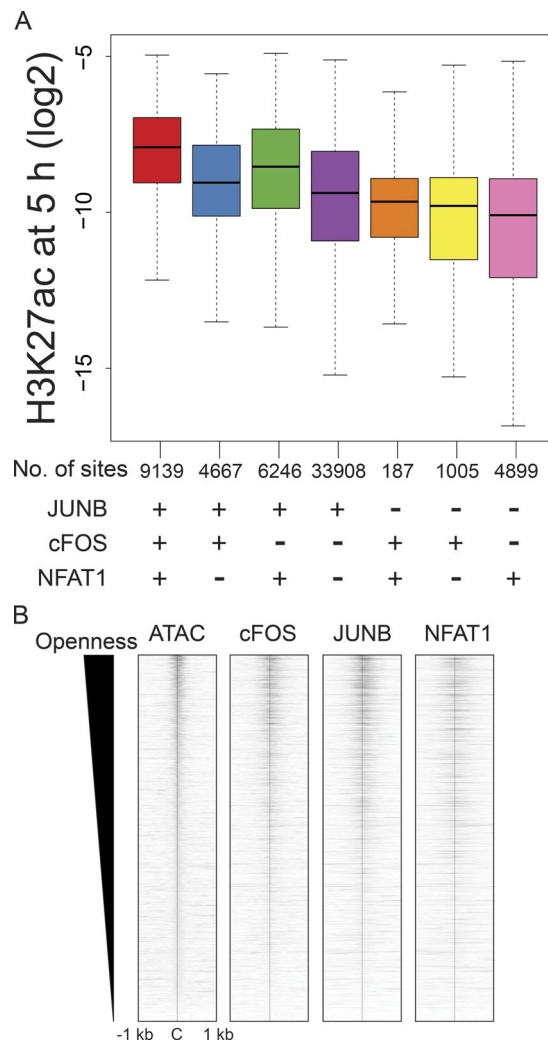 A
H3K27ac at 5 h (log2)
-5
-10
-15
No. of sites 9139 4667 6246 33908 187 1005 4899
JUNB + + + + - - -
cFOS + + - - + + -
NFAT1 + - + - + - +
B
Openness ATAC cFOS JUNB NFAT1
-1 kb C 1 kb